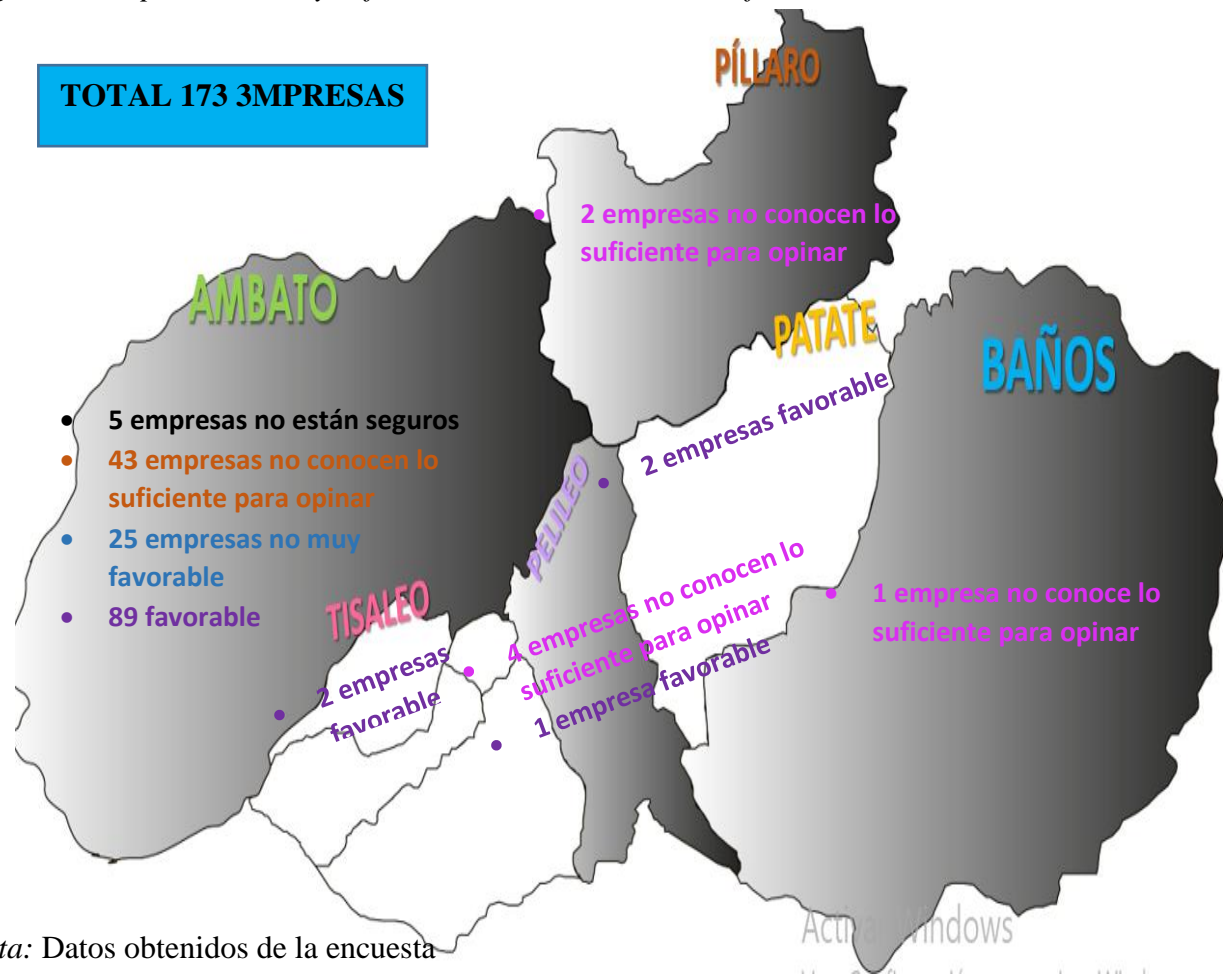 TOTAL 173 3MPRESAS
PÍLLARO
2 empresas no conocen lo
suficiente para opinar
AMBATO
PATATE
BAÑOS
2 empresas favorable
5 empresas no están seguros
43 empresas no conocen lo
suficiente para opinar
25 empresas no muy
favorable
89 favorable
PELILEO
TISALEO
2 empresas
favorable
4 empresas no conocen lo
suficiente para opinar
1 empresa favorable
1 empresa no conoce lo
suficiente para opinar
ta: Datos obtenidos de la encuesta
Windows